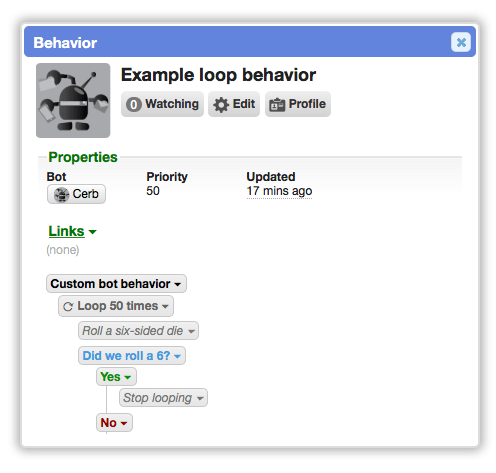 Behavior
Example loop behavior
0 Watching Edit Profile
Properties
Bot Priority Updated
Cerb 50 17 mins ago
Links
(none)
Custom bot behavior
Loop 50 times
Roll a six-sided die
Did we roll a 6?
Yes
Stop looping
No